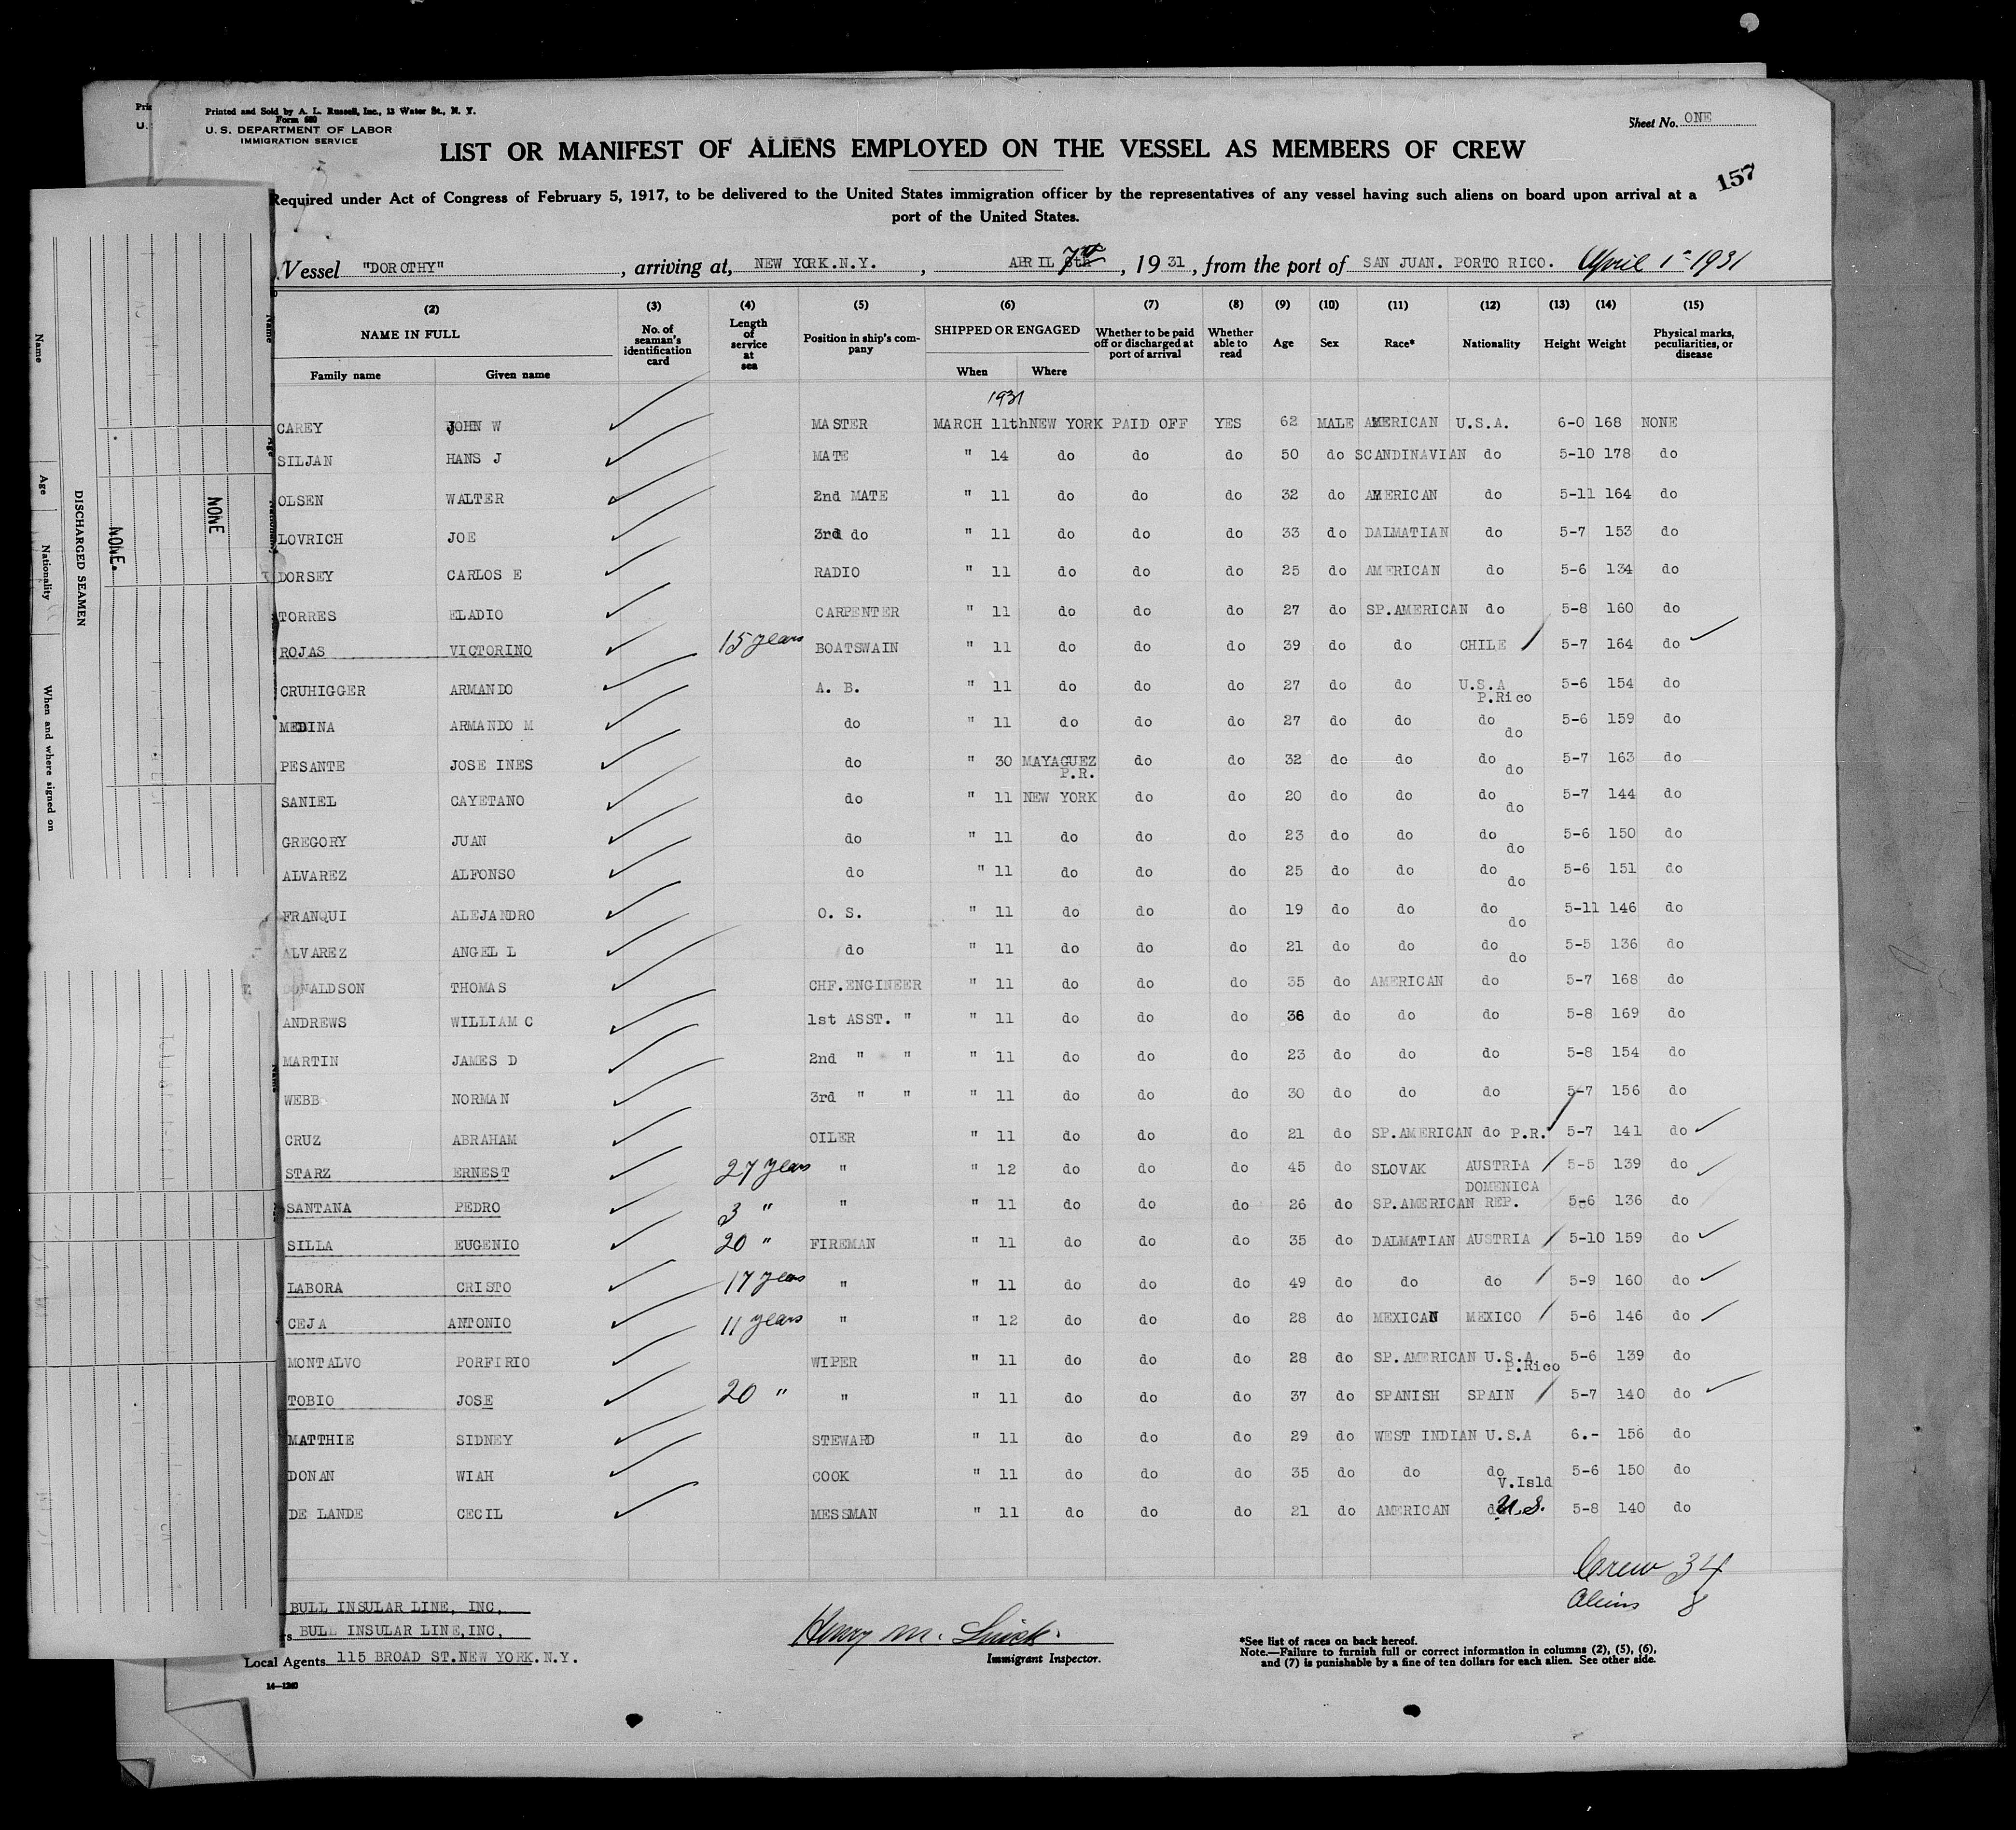 Printed and Sold by A. L. Russell, Inc., 13 Water St., N. Y.
Form 680
U. S. DEPARTMENT OF LABOR
IMMIGRATION SERVICE
Sheet No. ONE
LIST OR MANIFEST OF ALIENS EMPLOYED ON THE VESSEL AS MEMBERS OF CREW
157
Required under Act of Congress of February 5, 1917, to be delivered to the United States immigration officer by the representatives of any vessel having such aliens on board upon arrival at a
port of the United States.
Vessel "DOROTHY", arriving at, NEW YORK.N.Y., APRIL 6th 7th, 1931, from the port of SAN JUAN. PORTO RICO. April 1st 1931
(2) (3) (4) (5) (6) (7) (8) (9) (10) (11) (12) (13) (14) (15)
NAME IN FULL No. of seaman's identification card Length of service at sea Position in ship's company SHIPPED OR ENGAGED Whether to be paid off or discharged at port of arrival Whether able to read Age Sex Race* Nationality Height Weight Physical marks, peculiarities, or disease
Family name Given name When Where
1931
CAREY JOHN W MASTER MARCH 11th NEW YORK PAID OFF YES 62 MALE AMERICAN U.S.A. 6-0 168 NONE
SILJAN HANS J MATE " 14 do do do 50 do SCANDINAVIAN do 5-10 178 do
OLSEN WALTER 2nd MATE " 11 do do do 32 do AMERICAN do 5-11 164 do
LOVRICH JOE 3rd do " 11 do do do 33 do DALMATIAN do 5-7 153 do
DORSEY CARLOS E RADIO " 11 do do do 25 do AMERICAN do 5-6 134 do
TORRES ELADIO CARPENTER " 11 do do do 27 do SP.AMERICAN do 5-8 160 do
ROJAS VICTORINO 15 years BOATSWAIN " 11 do do do 39 do do CHILE 5-7 164 do
CRUHIGGER ARMANDO A. B. " 11 do do do 27 do do U.S.A P.Rico 5-6 154 do
MEDINA ARMANDO M do " 11 do do do 27 do do do do 5-6 159 do
PESANTE JOSE INES do " 30 MAYAGUEZ P.R. do do 32 do do do do 5-7 163 do
SANIEL CAYETANO do " 11 NEW YORK do do 20 do do do do 5-7 144 do
GREGORY JUAN do " 11 do do do 23 do do do do 5-6 150 do
ALVAREZ ALFONSO do " 11 do do do 25 do do do do 5-6 151 do
FRANQUI ALEJANDRO O. S. " 11 do do do 19 do do do do 5-11 146 do
ALVAREZ ANGEL L do " 11 do do do 21 do do do do 5-5 136 do
DONALDSON THOMAS CHF.ENGINEER " 11 do do do 35 do AMERICAN do 5-7 168 do
ANDREWS WILLIAM C 1st ASST. " " 11 do do do 36 do do do 5-8 169 do
MARTIN JAMES D 2nd " " " 11 do do do 23 do do do 5-8 154 do
WEBB NORMAN 3rd " " " 11 do do do 30 do do do 5-7 156 do
CRUZ ABRAHAM OILER " 11 do do do 21 do SP.AMERICAN do P.R. 5-7 141 do
STARZ ERNEST 27 years " " 12 do do do 45 do SLOVAK AUSTRIA 5-5 139 do
SANTANA PEDRO 3 " " " 11 do do do 26 do SP.AMERICAN DOMENICA REP. 5-6 136 do
SILLA EUGENIO 20 " FIREMAN " 11 do do do 35 do DALMATIAN AUSTRIA 5-10 159 do
LABORA CRISTO 17 years " " 11 do do do 49 do do do 5-9 160 do
CEJA ANTONIO 11 years " " 12 do do do 28 do MEXICAN MEXICO 5-6 146 do
MONTALVO PORFIRIO WIPER " 11 do do do 28 do SP.AMERICAN U.S.A P.Rico 5-6 139 do
TOBIO JOSE 20 " " " 11 do do do 37 do SPANISH SPAIN 5-7 140 do
MATTHIE SIDNEY STEWARD " 11 do do do 29 do WEST INDIAN U.S.A 6.- 156 do
DONAN WIAH COOK " 11 do do do 35 do do do V.Isld 5-6 150 do
DE LANDE CECIL MESSMAN " 11 do do do 21 do AMERICAN do U.S. 5-8 140 do
Crew 34
Aliens 8
BULL INSULAR LINE, INC,
BULL INSULAR LINE,INC,
Local Agents 115 BROAD ST.NEW YORK.N.Y.
Henry M.
Immigrant Inspector.
*See list of races on back hereof.
Note.—Failure to furnish full or correct information in columns (2), (5), (6),
and (7) is punishable by a fine of ten dollars for each alien. See other side.
14—1240
Name
Age
Nationality
When and where signed on
DISCHARGED SEAMEN
NONE.
NONE